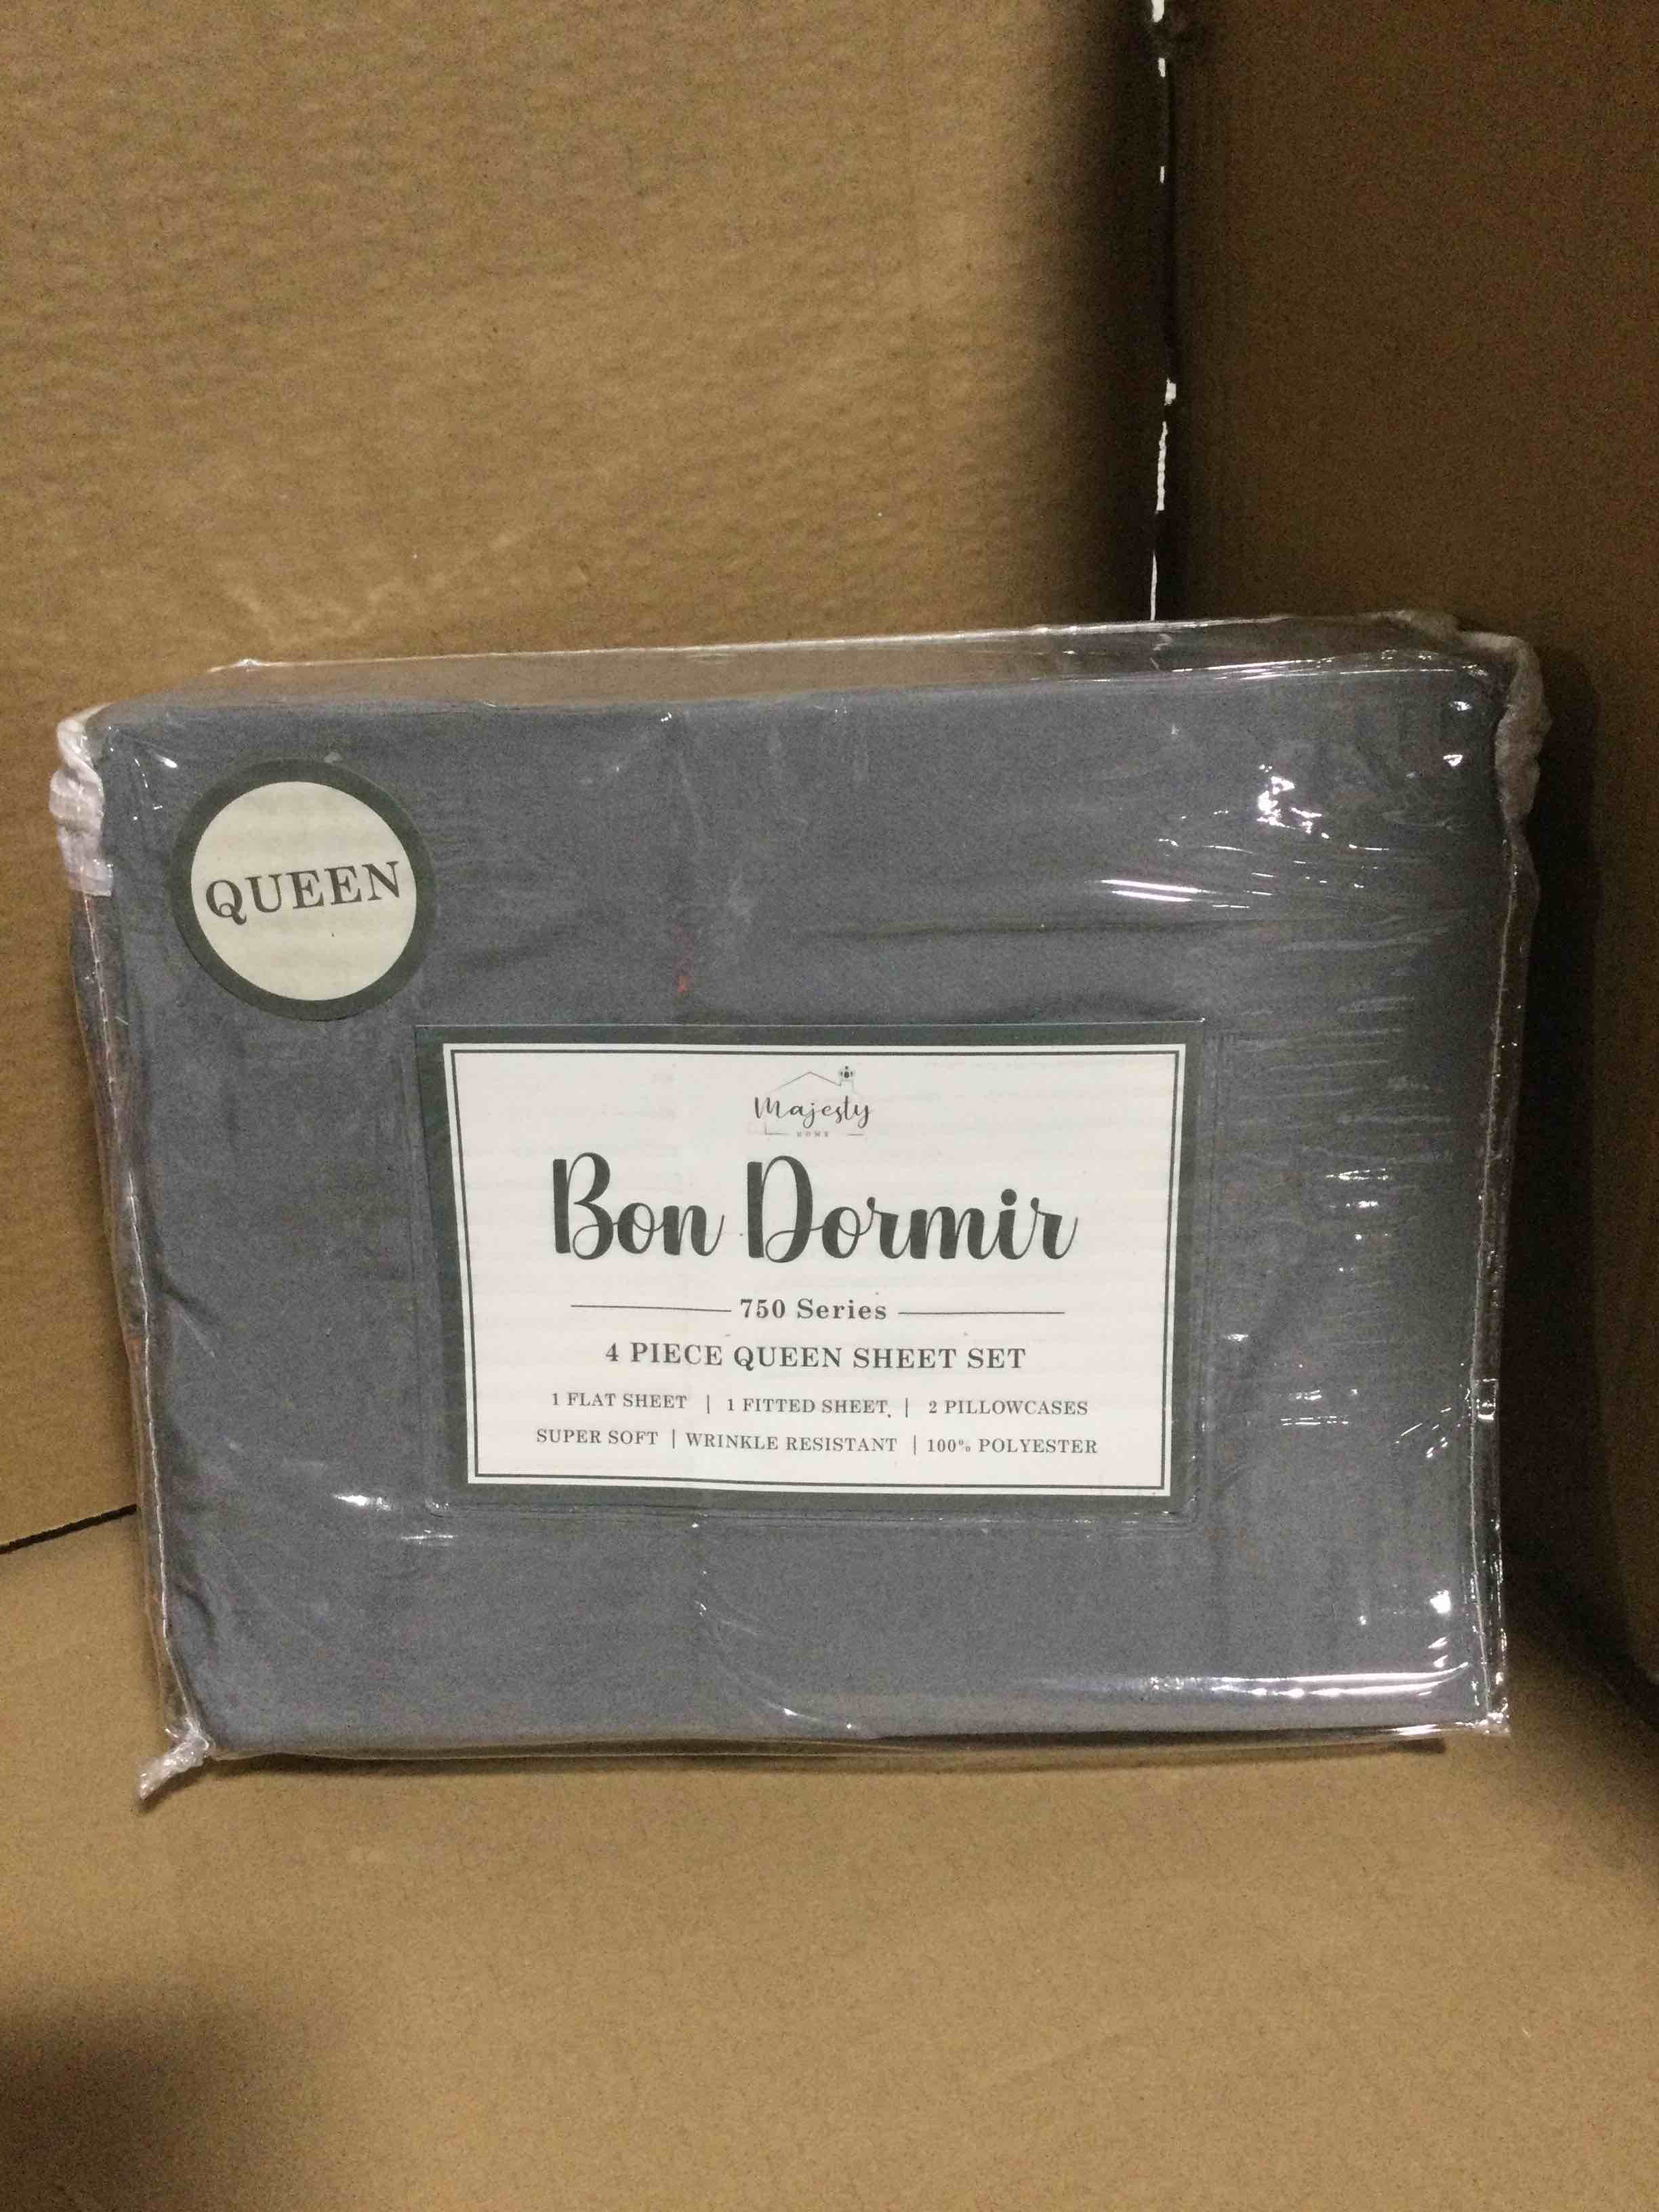 QUEEN
Majesty
HOME
Bon Dormir
750 Series
4 PIECE QUEEN SHEET SET
1 FLAT SHEET | 1 FITTED SHEET, | 2 PILLOWCASES
SUPER SOFT | WRINKLE RESISTANT | 100% POLYESTER